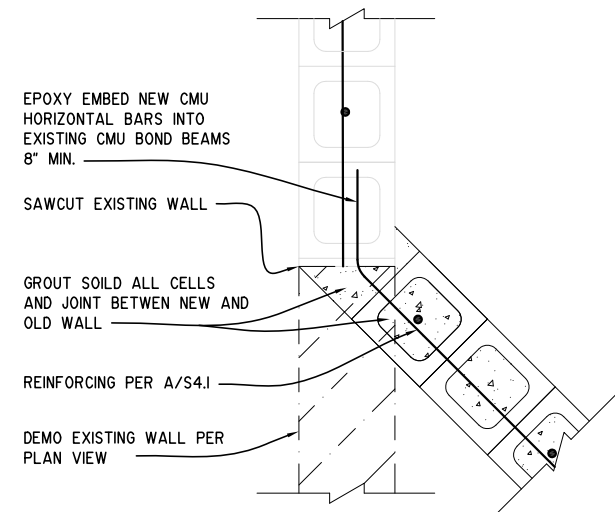 EPOXY EMBED NEW CMU
HORIZONTAL BARS INTO
EXISTING CMU BOND BEAMS
8" MIN.
SAWCUT EXISTING WALL
GROUT SOILD ALL CELLS
AND JOINT BETWEN NEW AND
OLD WALL
REINFORCING PER A/S4.1
DEMO EXISTING WALL PER
PLAN VIEW